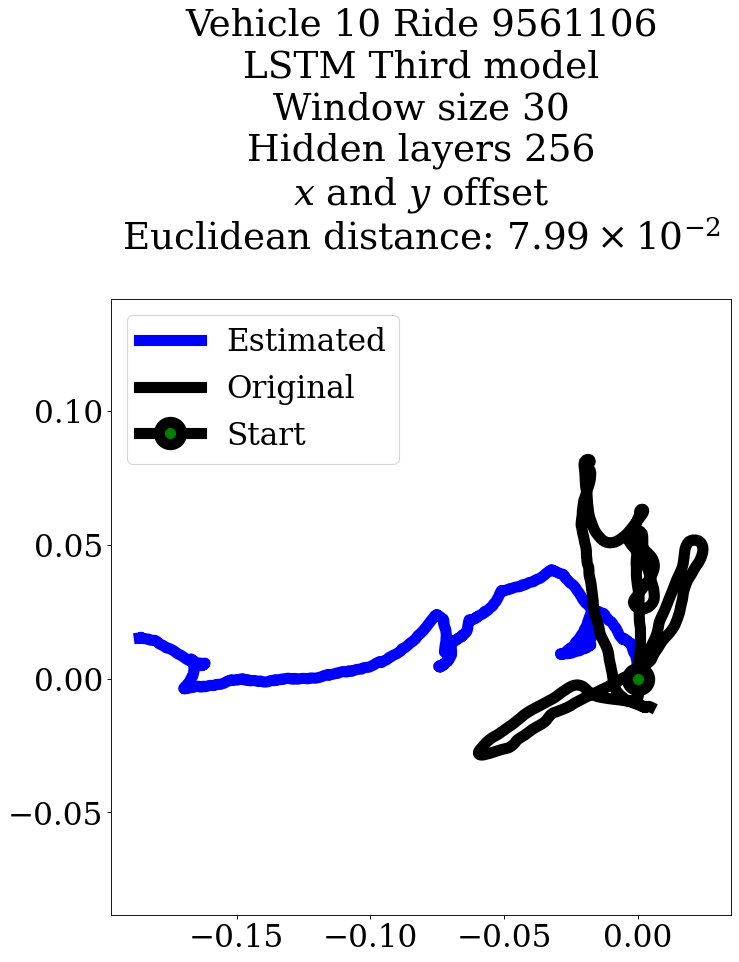 Vehicle 10 Ride 9561106
LSTM Third model
Window size 30
Hidden layers 256
x and y offset
Euclidean distance: 7.99 × 10⁻²
Estimated
Original
Start
0.10
0.05
0.00
−0.05
−0.15 −0.10 −0.05 0.00